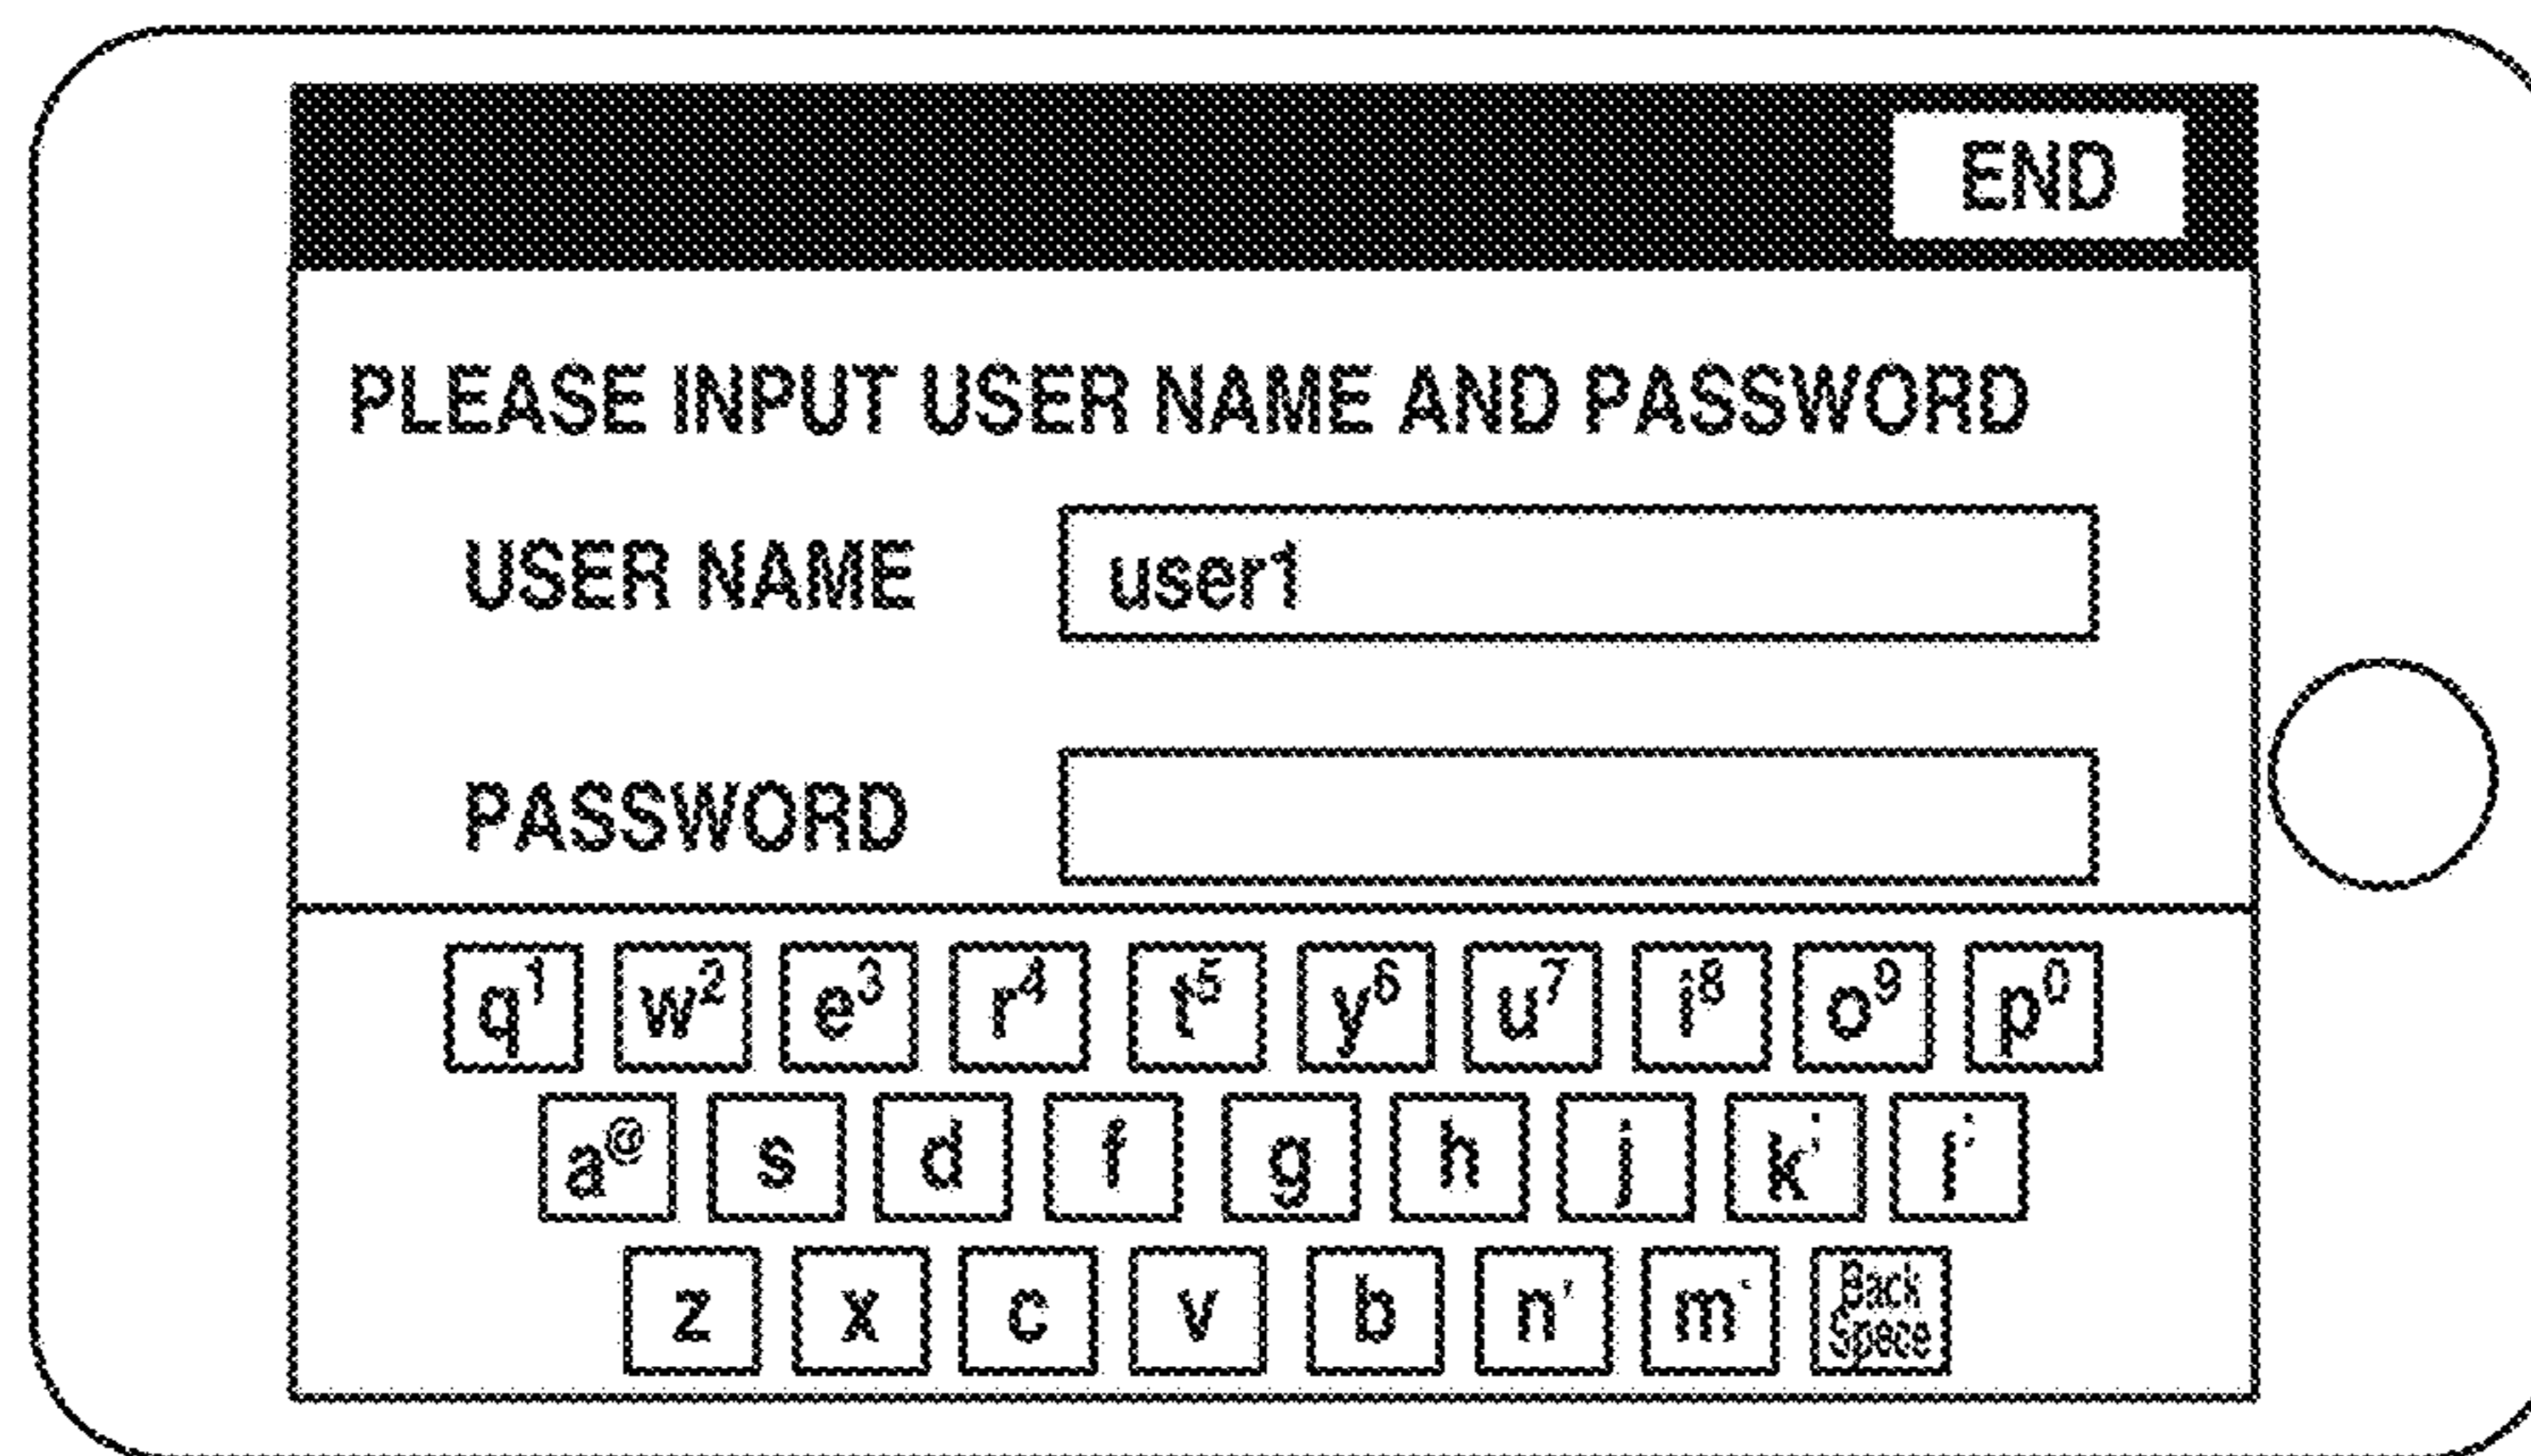 END
PLEASE INPUT USER NAME AND PASSWORD
USER NAME user1
PASSWORD
q1 w2 e3 r4 t5 y6 u7 i8 o9 p0
a@ s d f g h j k; l:
z x c v b n, m. Back
Spece